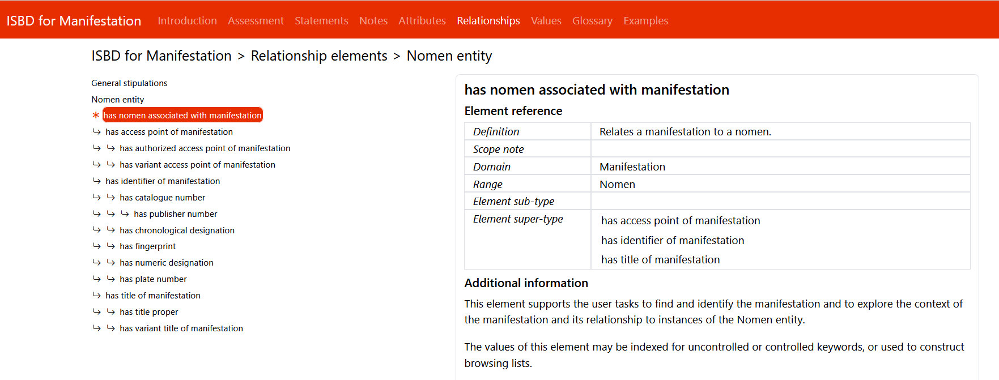 ISBD for Manifestation Introduction Assessment Statements Notes Attributes Relationships Values Glossary Examples
ISBD for Manifestation > Relationship elements > Nomen entity
General stipulations
Nomen entity
* has nomen associated with manifestation
↪ has access point of manifestation
↪ ↪ has authorized access point of manifestation
↪ ↪ has variant access point of manifestation
↪ has identifier of manifestation
↪ ↪ has catalogue number
↪ ↪ ↪ has publisher number
↪ ↪ has chronological designation
↪ ↪ has fingerprint
↪ ↪ has numeric designation
↪ ↪ has plate number
↪ has title of manifestation
↪ ↪ has title proper
↪ ↪ has variant title of manifestation
has nomen associated with manifestation
Element reference
Definition Relates a manifestation to a nomen.
Scope note
Domain Manifestation
Range Nomen
Element sub-type
Element super-type has access point of manifestation
has identifier of manifestation
has title of manifestation
Additional information
This element supports the user tasks to find and identify the manifestation and to explore the context of
the manifestation and its relationship to instances of the Nomen entity.
The values of this element may be indexed for uncontrolled or controlled keywords, or used to construct
browsing lists.